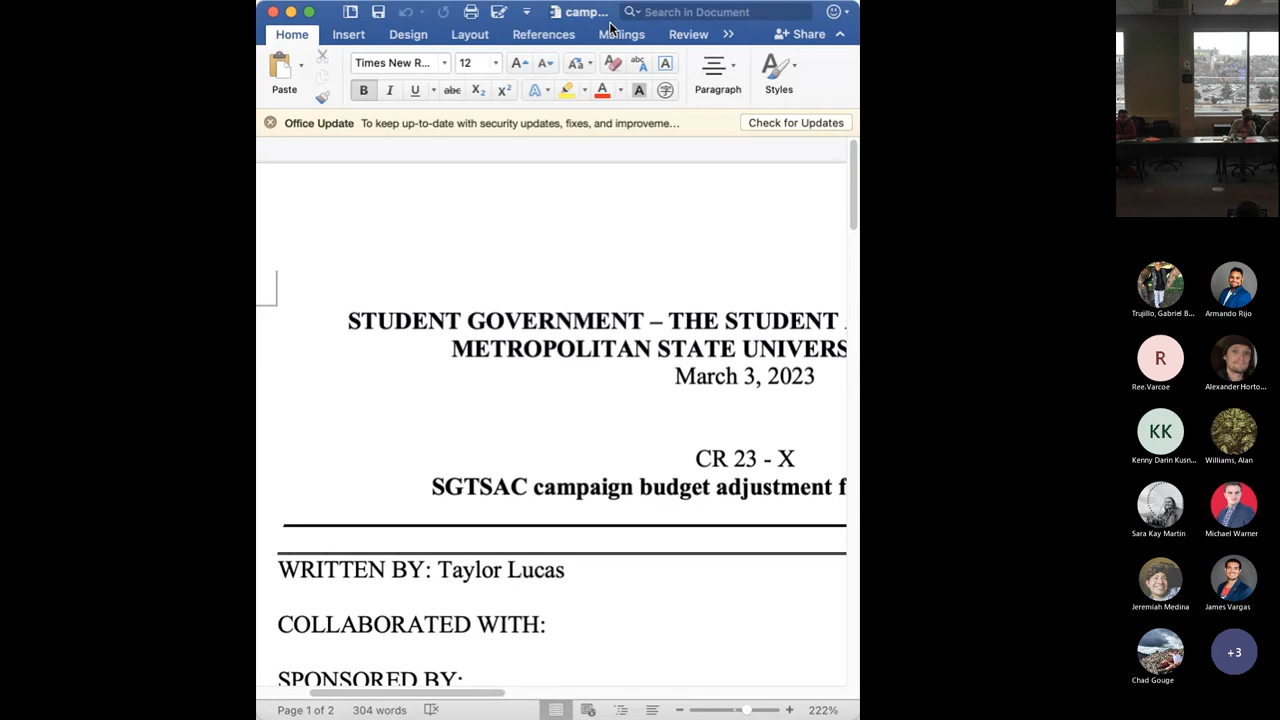 camp...
Search in Document
Home Insert Design Layout References Mailings Review >> Share
Paste
Times New R... 12
Paragraph
Styles
Office Update To keep up-to-date with security updates, fixes, and improveme... Check for Updates
STUDENT GOVERNMENT – THE STUDENT
METROPOLITAN STATE UNIVERS
March 3, 2023
CR 23 - X
SGTSAC campaign budget adjustment f
WRITTEN BY: Taylor Lucas
COLLABORATED WITH:
SPONSORED BY:
Page 1 of 2 304 words 222%
Trujillo, Gabriel B... Armando Rijo
R
Ree.Varcoe Alexander Horto...
KK
Kenny Darin Kusn... Williams, Alan
Sara Kay Martin Michael Warner
Jeremiah Medina James Vargas
+3
Chad Gouge